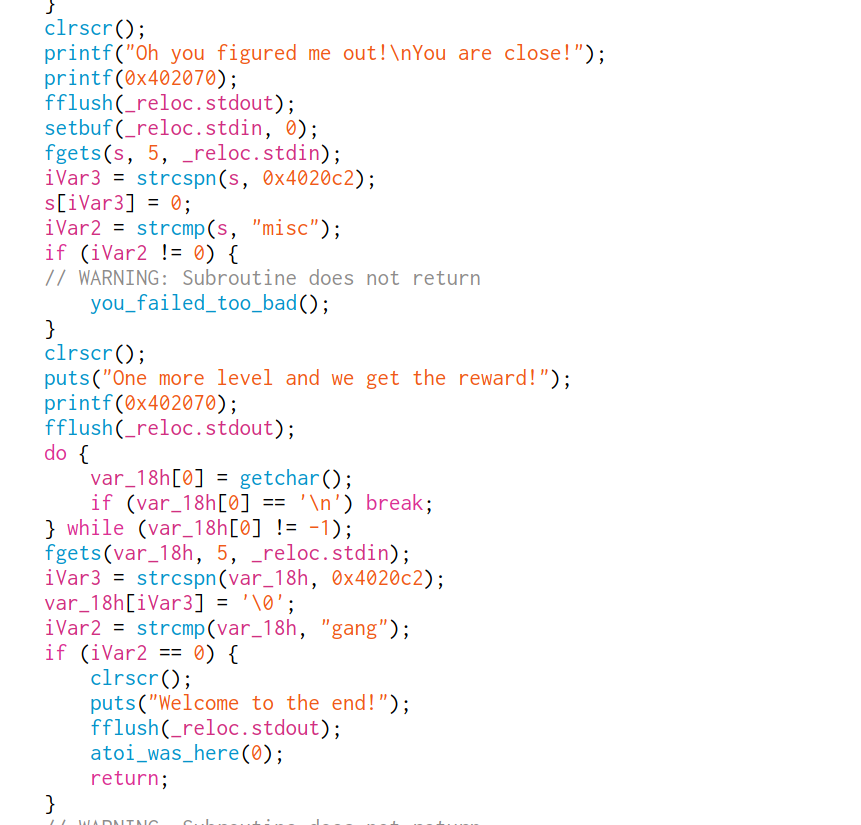 }
clrscr();
printf("Oh you figured me out!\nYou are close!");
printf(0x402070);
fflush(_reloc.stdout);
setbuf(_reloc.stdin, 0);
fgets(s, 5, _reloc.stdin);
iVar3 = strcspn(s, 0x4020c2);
s[iVar3] = 0;
iVar2 = strcmp(s, "misc");
if (iVar2 != 0) {
// WARNING: Subroutine does not return
    you_failed_too_bad();
}
clrscr();
puts("One more level and we get the reward!");
printf(0x402070);
fflush(_reloc.stdout);
do {
    var_18h[0] = getchar();
    if (var_18h[0] == '\n') break;
} while (var_18h[0] != -1);
fgets(var_18h, 5, _reloc.stdin);
iVar3 = strcspn(var_18h, 0x4020c2);
var_18h[iVar3] = '\0';
iVar2 = strcmp(var_18h, "gang");
if (iVar2 == 0) {
    clrscr();
    puts("Welcome to the end!");
    fflush(_reloc.stdout);
    atoi_was_here(0);
    return;
}
// WARNING: Subroutine does not return